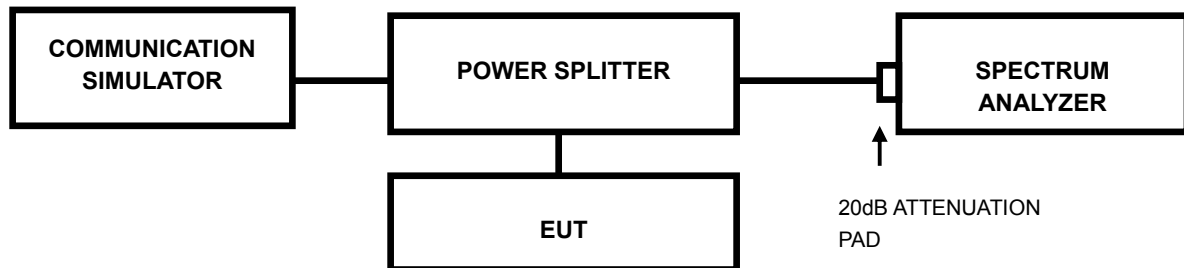 COMMUNICATION
SIMULATOR
POWER SPLITTER
SPECTRUM
ANALYZER
EUT
20dB ATTENUATION
PAD